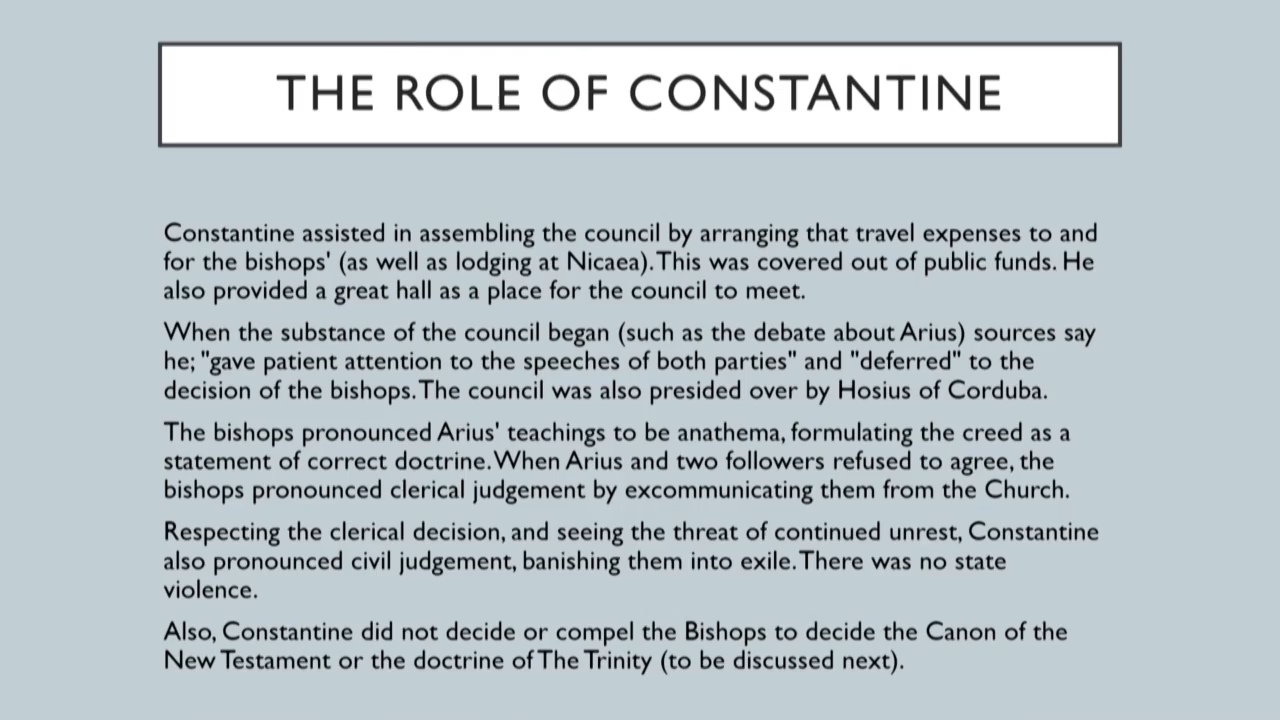 THE ROLE OF CONSTANTINE
Constantine assisted in assembling the council by arranging that travel expenses to and
for the bishops' (as well as lodging at Nicaea). This was covered out of public funds. He
also provided a great hall as a place for the council to meet.
When the substance of the council began (such as the debate about Arius) sources say
he; "gave patient attention to the speeches of both parties" and "deferred" to the
decision of the bishops. The council was also presided over by Hosius of Corduba.
The bishops pronounced Arius' teachings to be anathema, formulating the creed as a
statement of correct doctrine. When Arius and two followers refused to agree, the
bishops pronounced clerical judgement by excommunicating them from the Church.
Respecting the clerical decision, and seeing the threat of continued unrest, Constantine
also pronounced civil judgement, banishing them into exile. There was no state
violence.
Also, Constantine did not decide or compel the Bishops to decide the Canon of the
New Testament or the doctrine of The Trinity (to be discussed next).